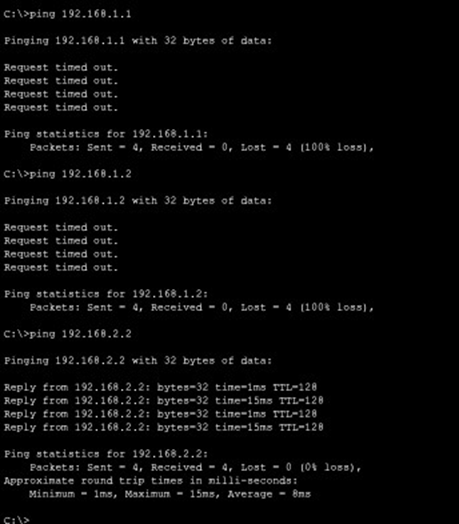 C:\>ping 192.168.1.1
Pinging 192.168.1.1 with 32 bytes of data:
Request timed out.
Request timed out.
Request timed out.
Request timed out.
Ping statistics for 192.168.1.1:
Packets: Sent = 4, Received = 0, Lost = 4 (100% loss),
C:\>ping 192.168.1.2
Pinging 192.168.1.2 with 32 bytes of data:
Request timed out.
Request timed out.
Request timed out.
Request timed out.
Ping statistics for 192.168.1.2:
Packets: Sent = 4, Received = 0, Lost = 4 (100% loss),
C:\>ping 192.168.2.2
Pinging 192.168.2.2 with 32 bytes of data:
Reply from 192.168.2.2: bytes=32 time=1ms TTL=128
Reply from 192.168.2.2: bytes=32 time=15ms TTL=128
Reply from 192.168.2.2: bytes=32 time=1ms TTL=128
Reply from 192.168.2.2: bytes=32 time=15ms TTL=128
Ping statistics for 192.168.2.2:
Packets: Sent = 4, Received = 4, Lost = 0 (0% loss),
Approximate round trip times in milli-seconds:
Minimum = 1ms, Maximum = 15ms, Average = 8ms
C:\>